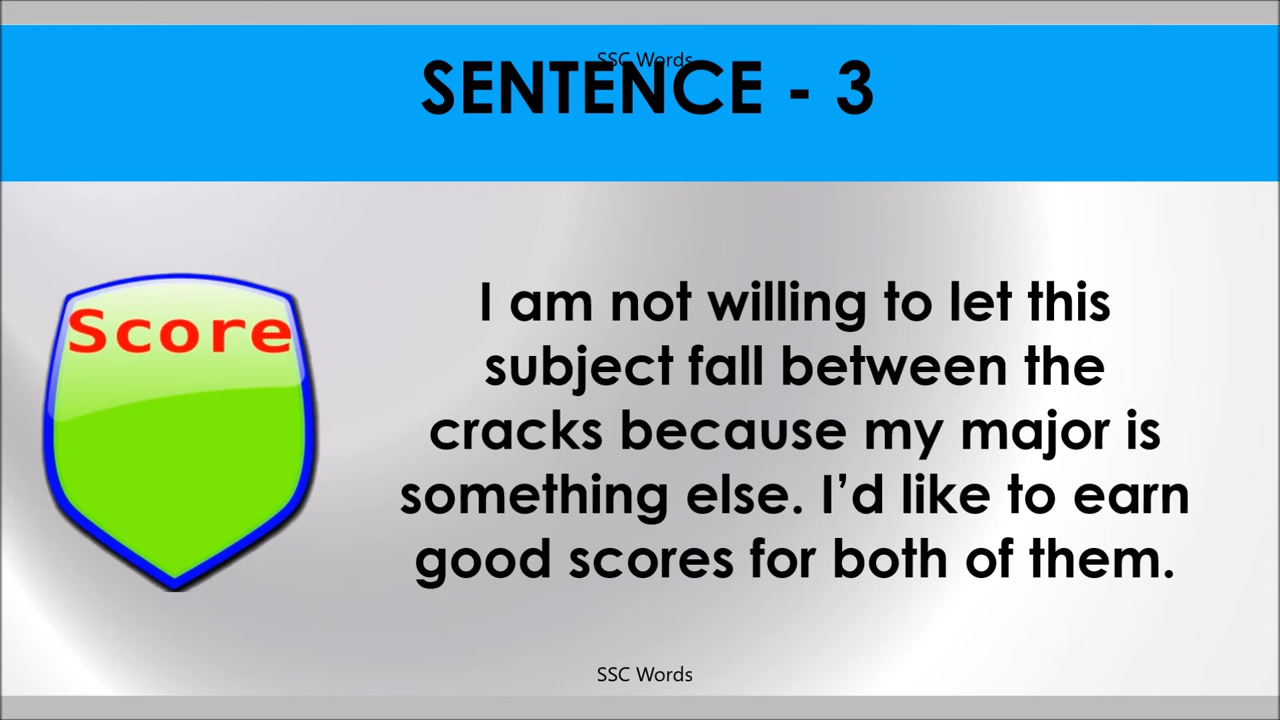 SSC Words
SENTENCE - 3
Score
I am not willing to let this
subject fall between the
cracks because my major is
something else. I’d like to earn
good scores for both of them.
SSC Words